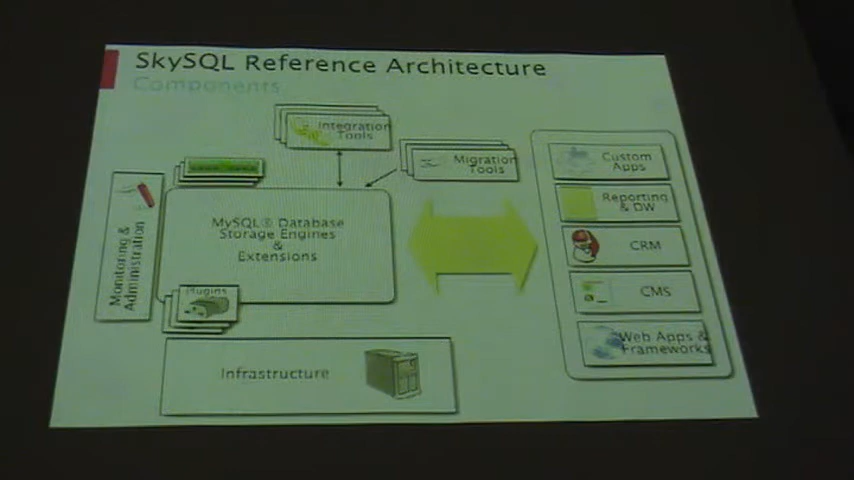 SkySQL Reference Architecture
Components
Integration
Tools
Migration
Tools
Custom
Apps
Reporting
& DW
MySQL® Database
Storage Engines
&
Extensions
Monitoring &
Administration
CRM
Plugins
CMS
Web Apps &
Frameworks
Infrastructure